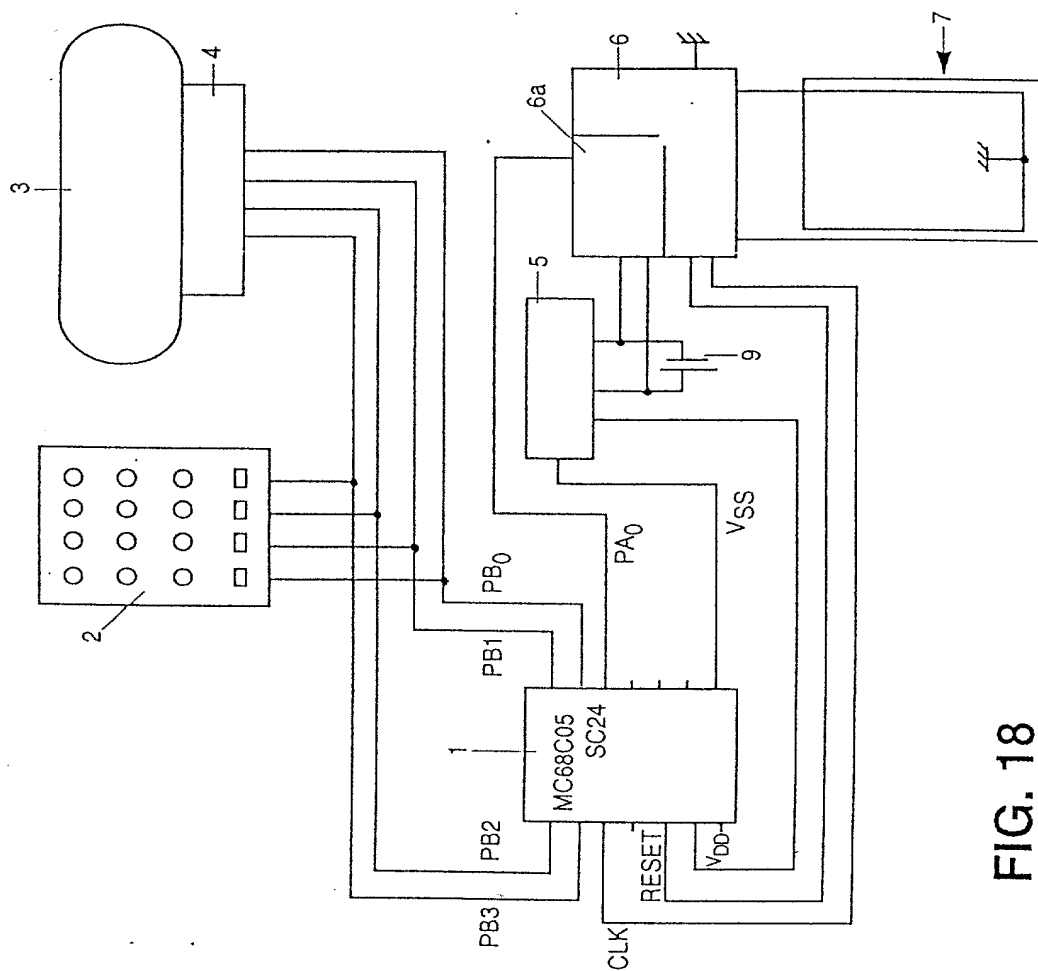 3
4
2
PB3
PB2
PB1
PB0
1
MC68C05
SC24
CLK
RESET
VDD
PA0
VSS
5
9
6a
6
7
FIG. 18